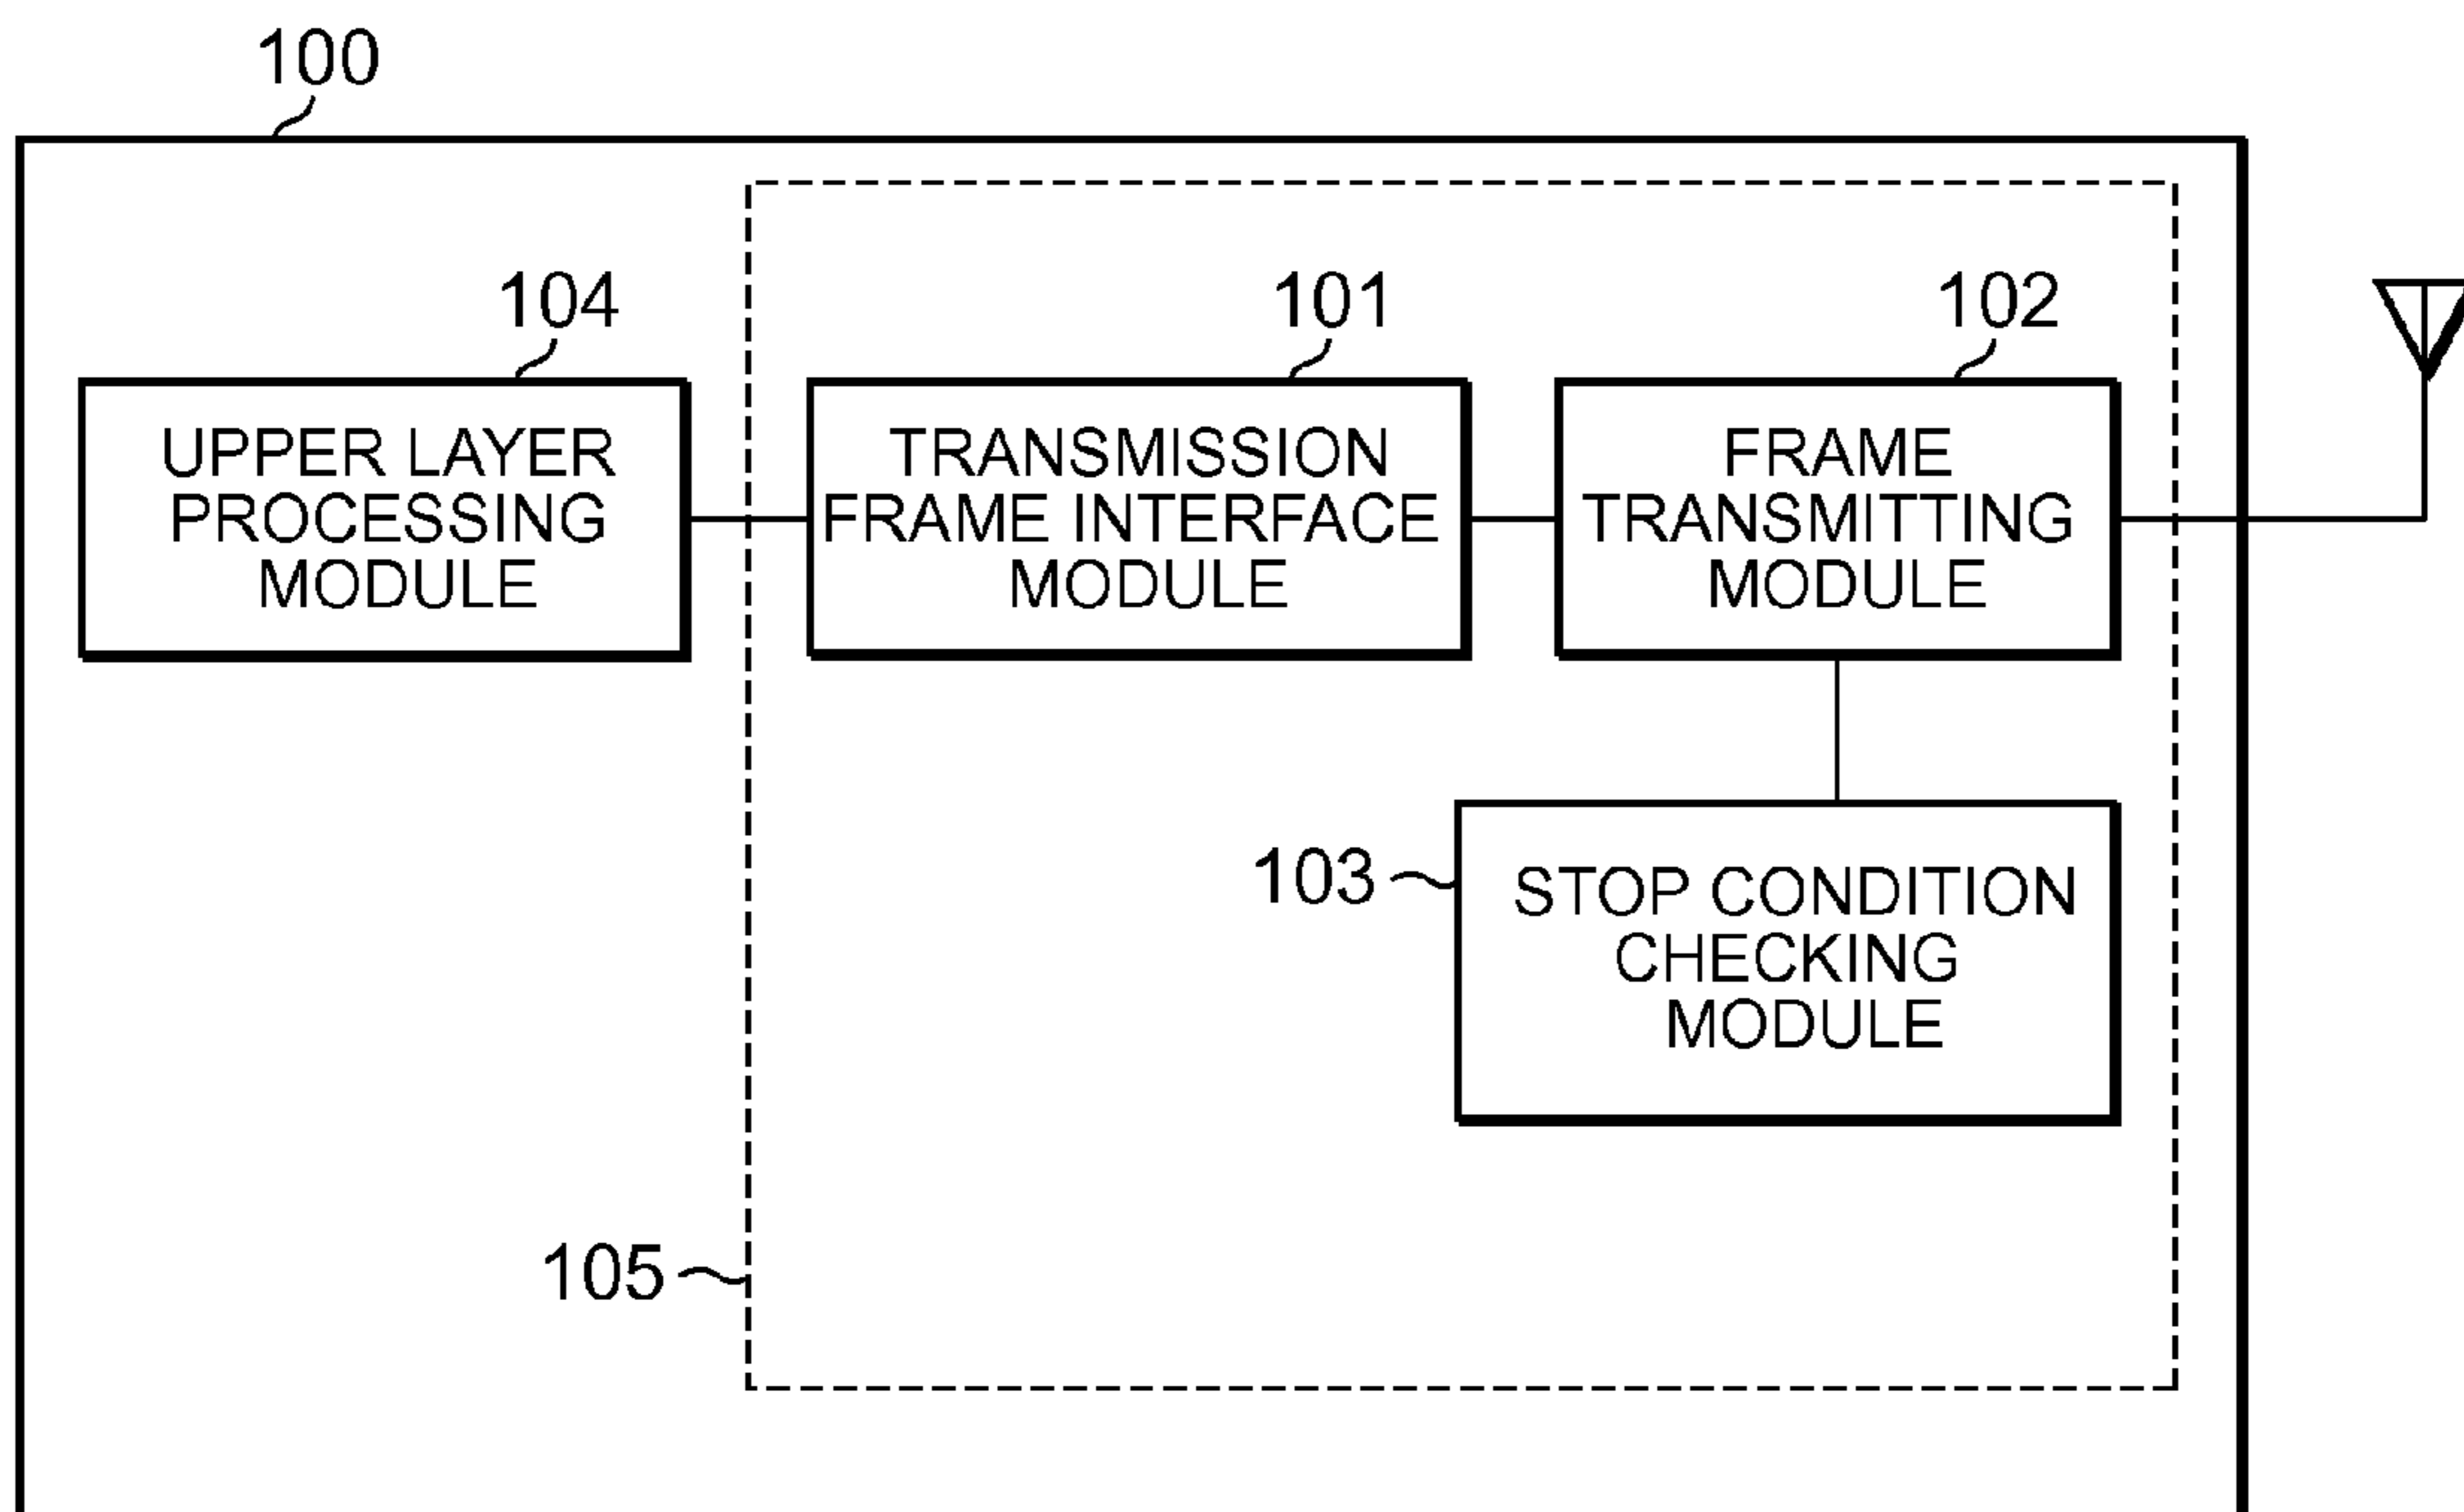 100
104
101
102
UPPER LAYER
PROCESSING
MODULE
TRANSMISSION
FRAME INTERFACE
MODULE
FRAME
TRANSMITTING
MODULE
103
STOP CONDITION
CHECKING
MODULE
105